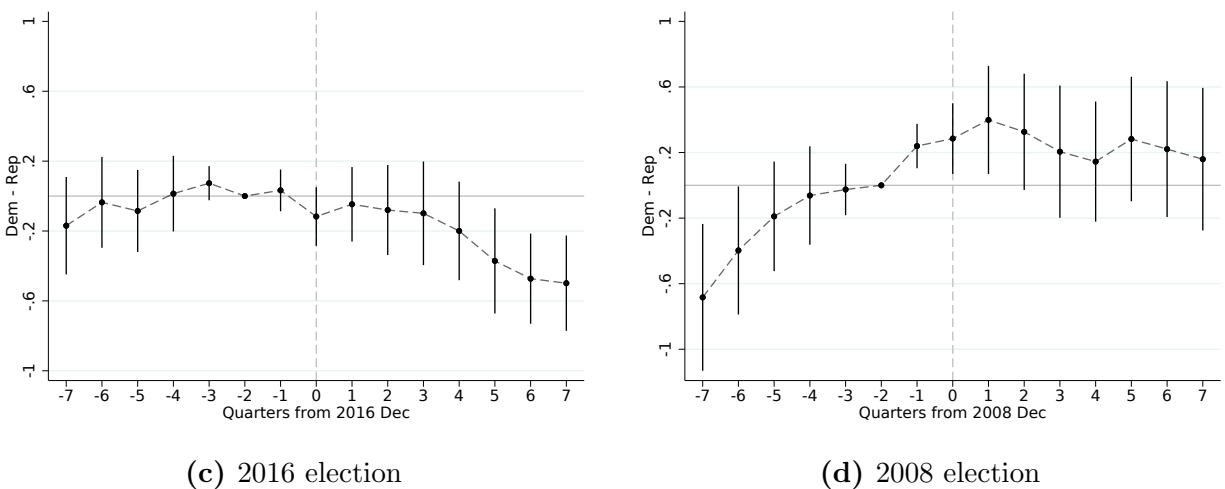 1
.6
.2
-.2
-.6
-1
Dem - Rep
-7 -6 -5 -4 -3 -2 -1 0 1 2 3 4 5 6 7
Quarters from 2016 Dec
(c) 2016 election
1
.6
.2
-.2
-.6
-1
Dem - Rep
-7 -6 -5 -4 -3 -2 -1 0 1 2 3 4 5 6 7
Quarters from 2008 Dec
(d) 2008 election